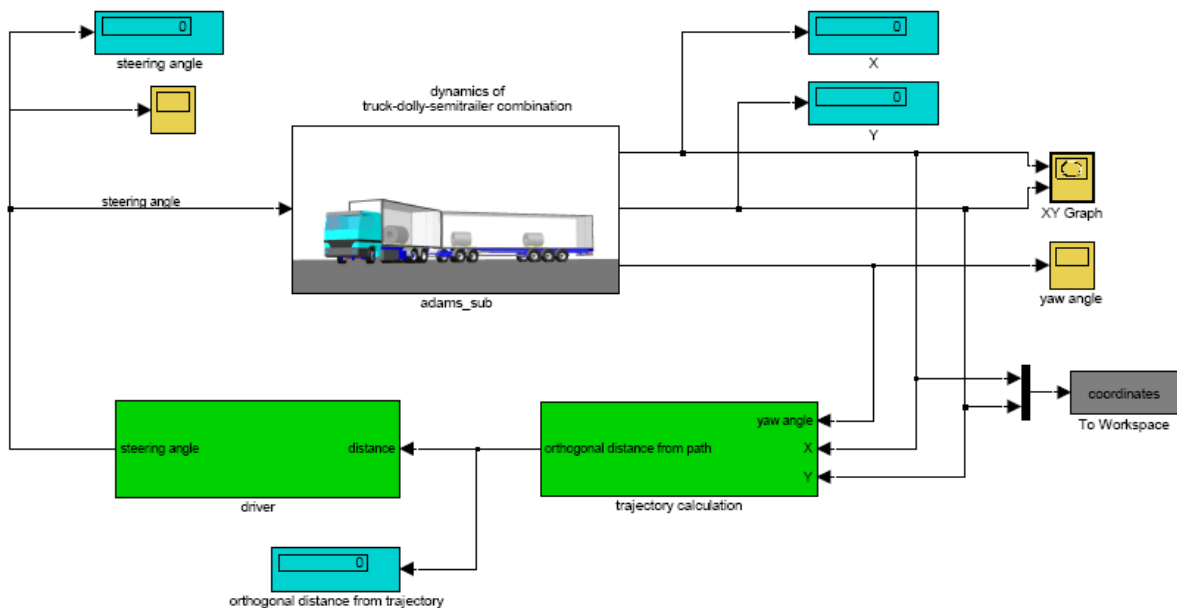 0
steering angle
0
X
dynamics of
truck-dolly-semitrailer combination
0
Y
steering angle
XY Graph
adams_sub
yaw angle
coordinates
To Workspace
steering angle
distance
driver
yaw angle
orthogonal distance from path
X
Y
trajectory calculation
0
orthogonal distance from trajectory